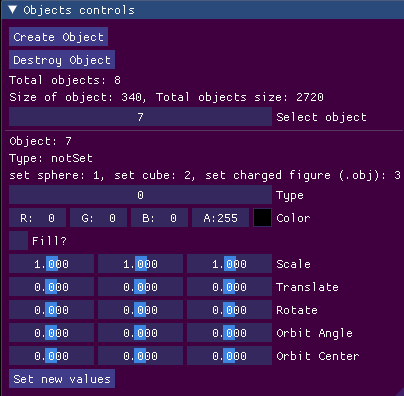 Objects controls
Create Object
Destroy Object
Total objects: 8
Size of object: 340, Total objects size: 2720
7 Select object
Object: 7
Type: notSet
set sphere: 1, set cube: 2, set charged figure (.obj): 3
0 Type
R: 0 G: 0 B: 0 A:255 Color
Fill?
1.000 1.000 1.000 Scale
0.000 0.000 0.000 Translate
0.000 0.000 0.000 Rotate
0.000 0.000 0.000 Orbit Angle
0.000 0.000 0.000 Orbit Center
Set new values